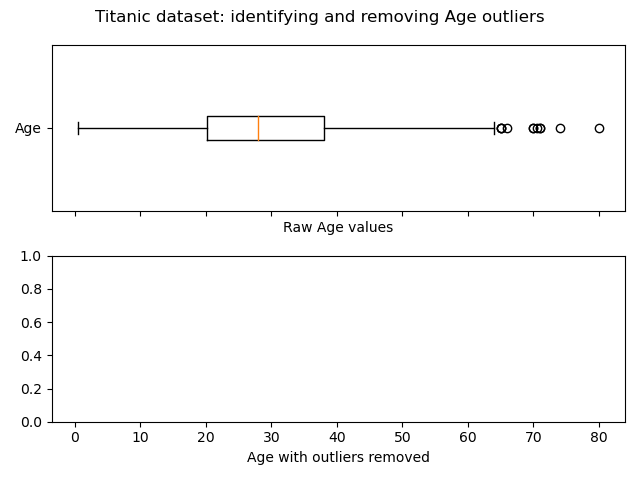 Titanic dataset: identifying and removing Age outliers
Age
Raw Age values
1.0
0.8
0.6
0.4
0.2
0.0
0 10 20 30 40 50 60 70 80
Age with outliers removed